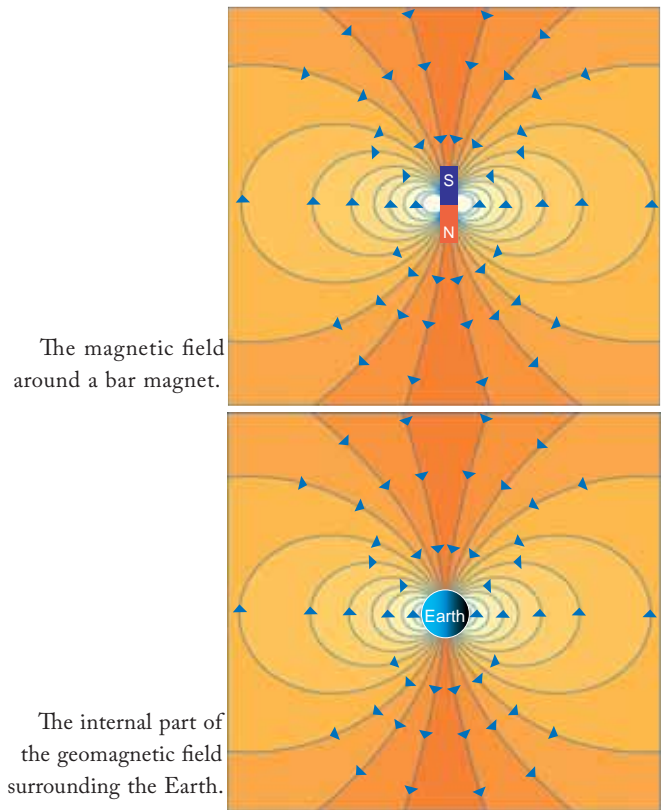 S
N
The magnetic field
around a bar magnet.
Earth
The internal part of
the geomagnetic field
surrounding the Earth.